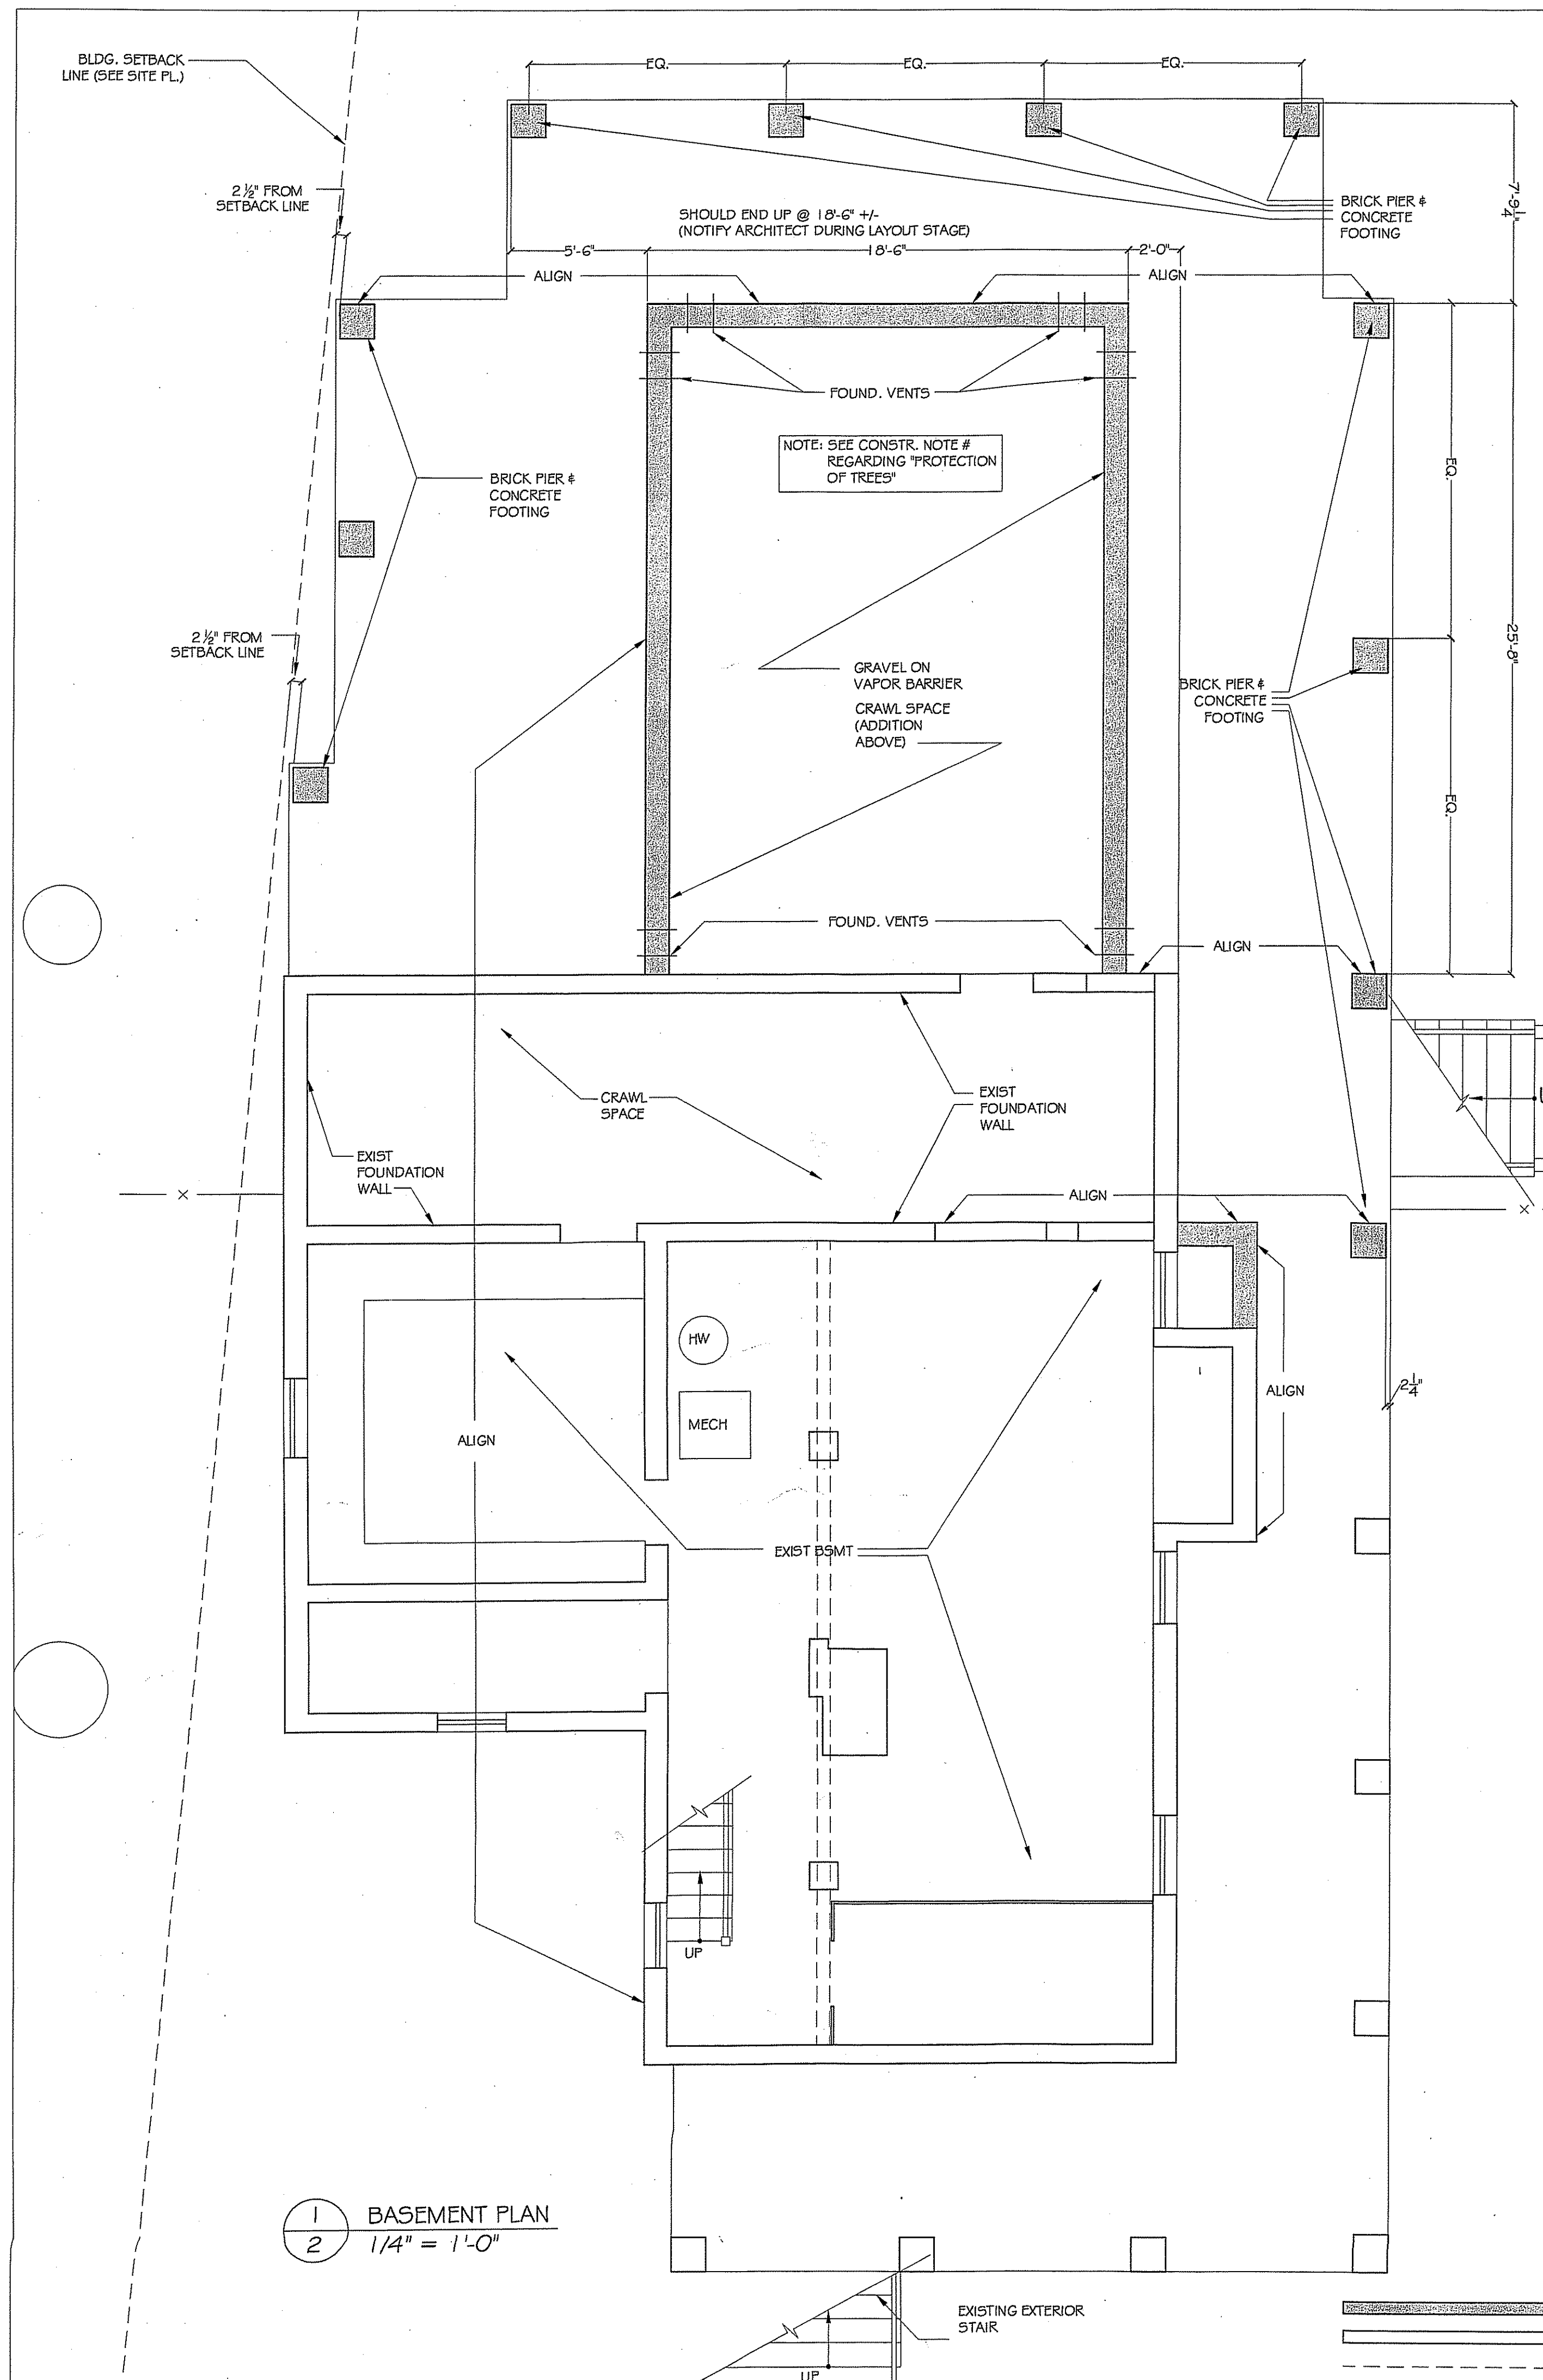 BLDG. SETBACK
LINE (SEE SITE PL.)
EQ.
EQ.
EQ.
2 ½" FROM
SETBACK LINE
SHOULD END UP @ 18'-6" +/-
(NOTIFY ARCHITECT DURING LAYOUT STAGE)
BRICK PIER &
CONCRETE
FOOTING
7'-9 1/4"
5'-6"
18'-6"
2'-0"
ALIGN
ALIGN
FOUND. VENTS
NOTE: SEE CONSTR. NOTE #
REGARDING "PROTECTION
OF TREES"
BRICK PIER &
CONCRETE
FOOTING
EQ.
2 ½" FROM
SETBACK LINE
25'-8"
GRAVEL ON
VAPOR BARRIER
CRAWL SPACE
(ADDITION
ABOVE)
BRICK PIER &
CONCRETE
FOOTING
EQ.
FOUND. VENTS
ALIGN
CRAWL
SPACE
EXIST
FOUNDATION
WALL
EXIST
FOUNDATION
WALL
X
ALIGN
X
HW
MECH
ALIGN
ALIGN
2 1/4"
EXIST BSMT
UP
1
2
BASEMENT PLAN
1/4" = 1'-0"
EXISTING EXTERIOR
STAIR
UP